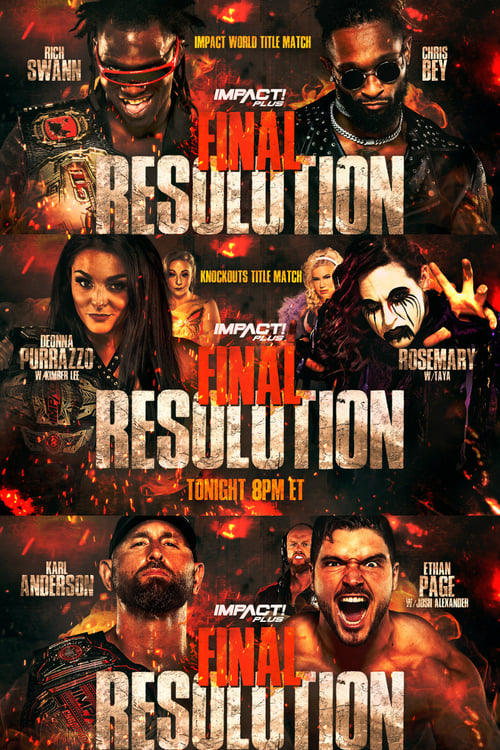 IMPACT WORLD TITLE MATCH
RICH
SWANN
CHRIS
BEY
IMPACT!
PLUS
FINAL
RESOLUTION
KNOCKOUTS TITLE MATCH
DEONNA
PURRAZZO
W/KIMBER LEE
IMPACT!
PLUS
ROSEMARY
W/TAYA
FINAL
RESOLUTION
TONIGHT 8PM ET
KARL
ANDERSON
ETHAN
PAGE
W/JOSH ALEXANDER
IMPACT!
PLUS
FINAL
RESOLUTION